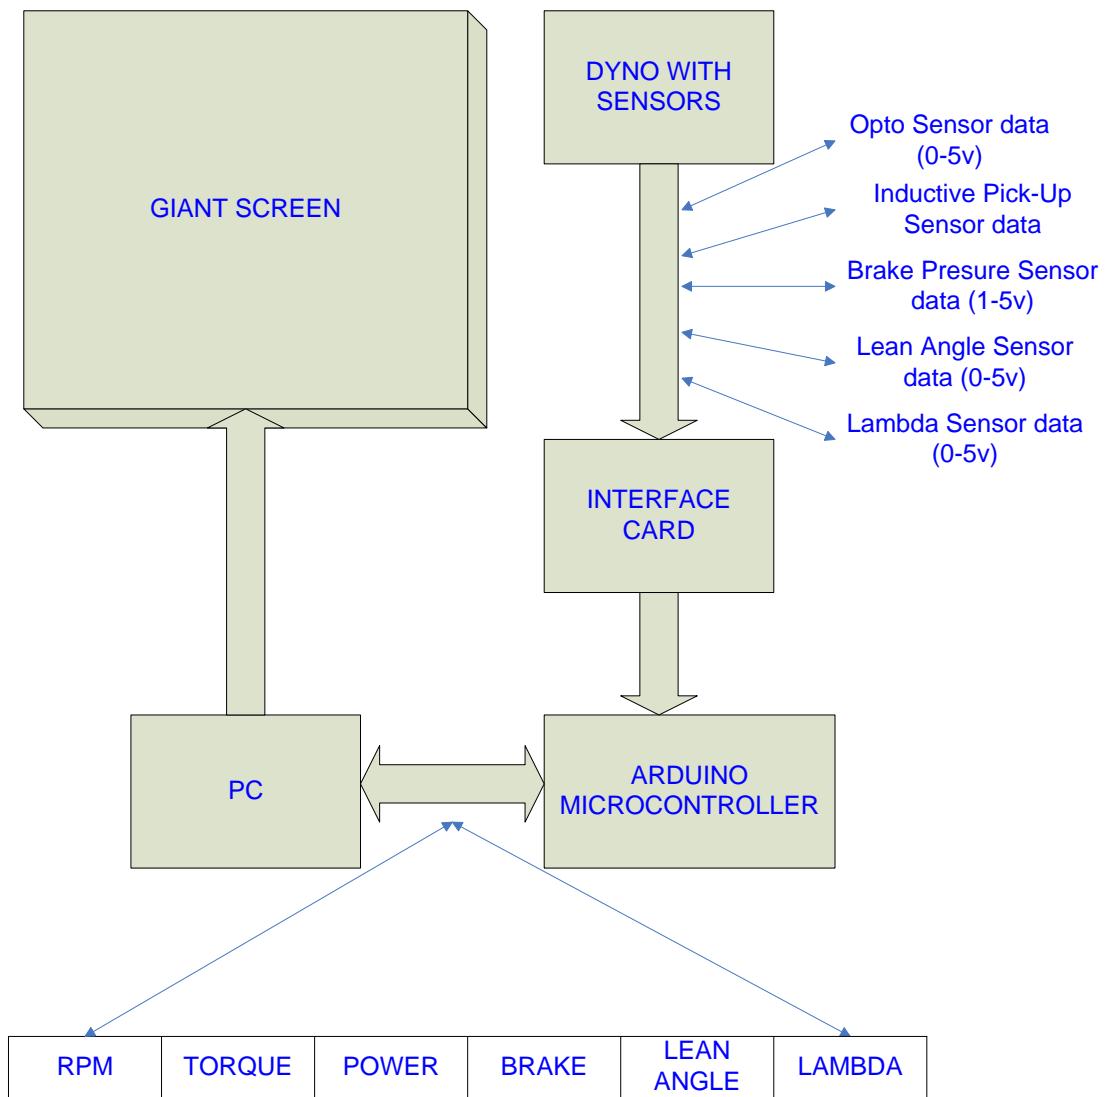 GIANT SCREEN
DYNO WITH
SENSORS
Opto Sensor data
(0-5v)
Inductive Pick-Up
Sensor data
Brake Presure Sensor
data (1-5v)
Lean Angle Sensor
data (0-5v)
Lambda Sensor data
(0-5v)
INTERFACE
CARD
PC
ARDUINO
MICROCONTROLLER
RPM
TORQUE
POWER
BRAKE
LEAN
ANGLE
LAMBDA